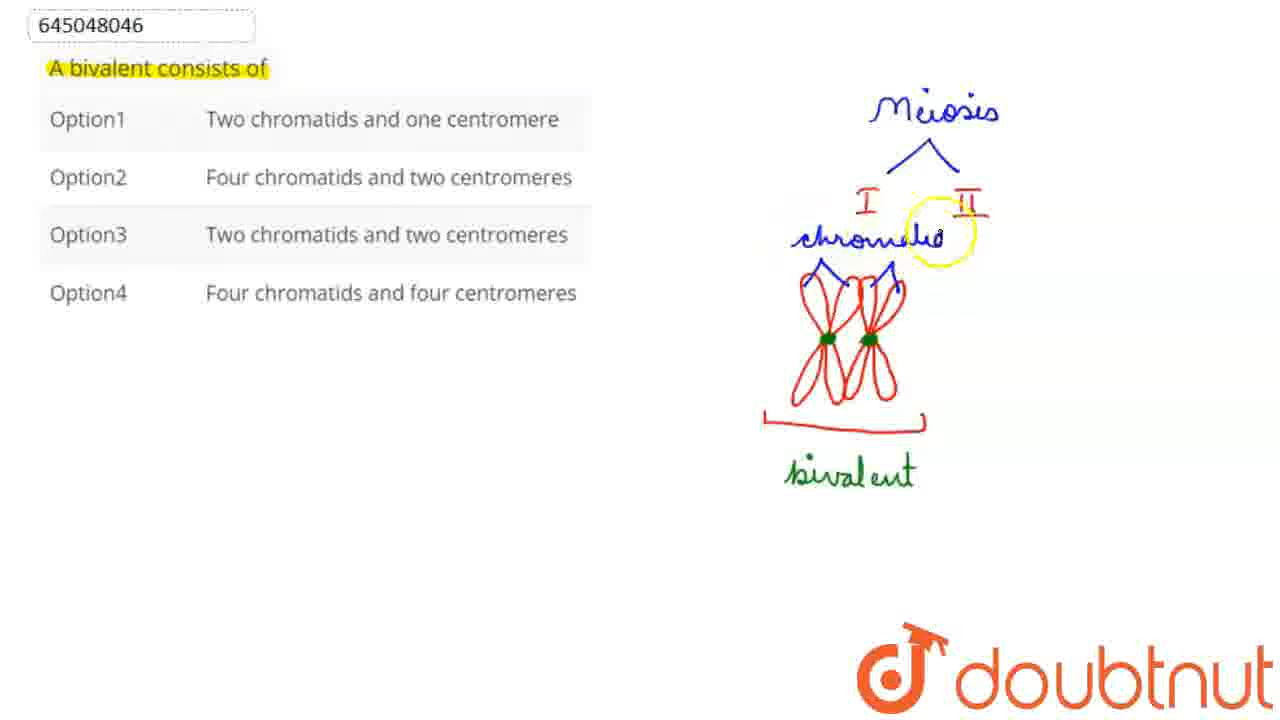 645048046
A bivalent consists of
Option1 Two chromatids and one centromere
Option2 Four chromatids and two centromeres
Option3 Two chromatids and two centromeres
Option4 Four chromatids and four centromeres
Meiosis
I II
bivalent
doubtnut